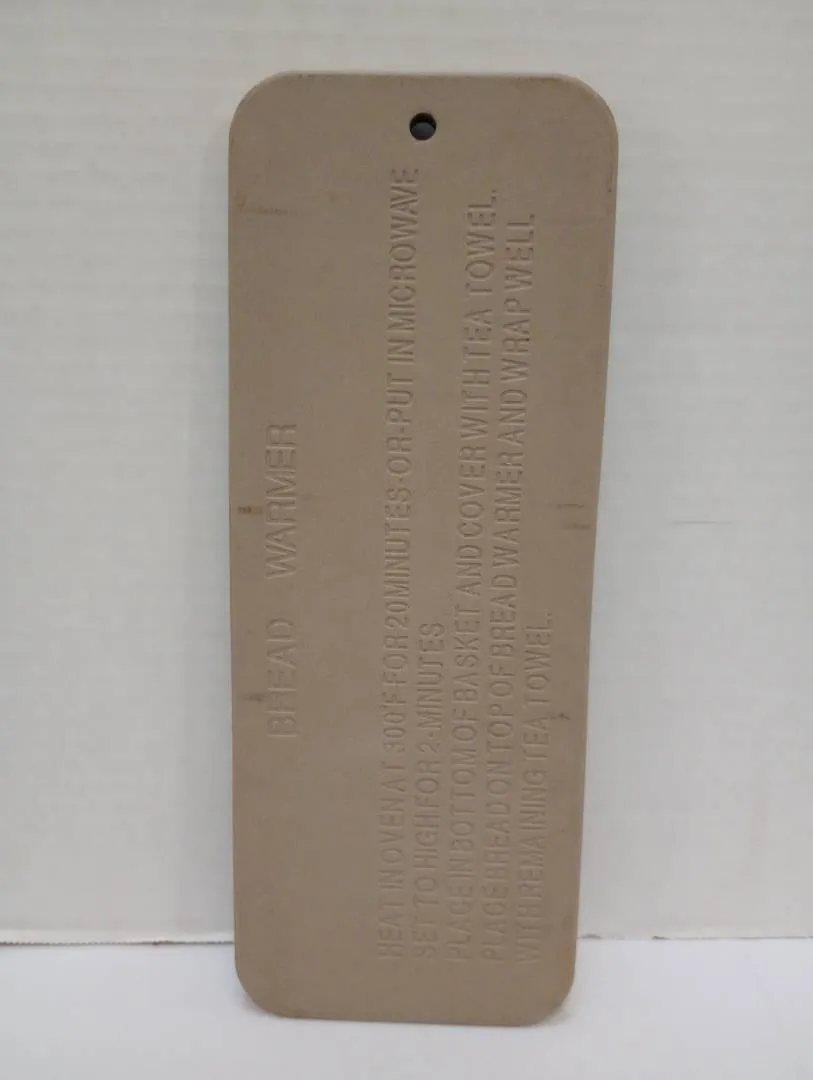 BREAD WARMER
HEAT IN OVEN AT 300°F FOR 20 MINUTES-OR-PUT IN MICROWAVE
SET TO HIGH FOR 2-MINUTES
PLACE IN BOTTOM OF BASKET AND COVER WITH TEA TOWEL.
PLACE BREAD ON TOP OF BREAD WARMER AND WRAP WELL
WITH REMAINING TEA TOWEL.